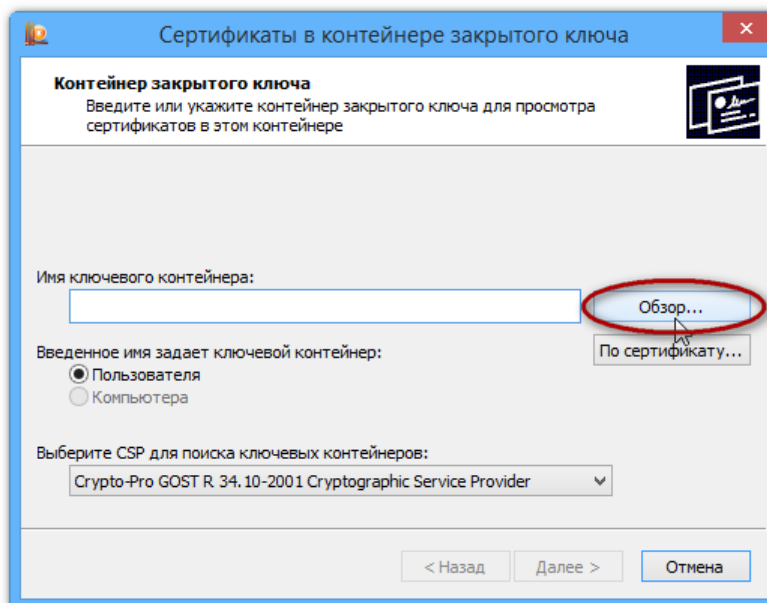 Сертификаты в контейнере закрытого ключа
Контейнер закрытого ключа
Введите или укажите контейнер закрытого ключа для просмотра
сертификатов в этом контейнере
Имя ключевого контейнера:
Обзор...
По сертификату...
Введенное имя задает ключевой контейнер:
Пользователя
Компьютера
Выберите CSP для поиска ключевых контейнеров:
Crypto-Pro GOST R 34.10-2001 Cryptographic Service Provider
< Назад
Далее >
Отмена